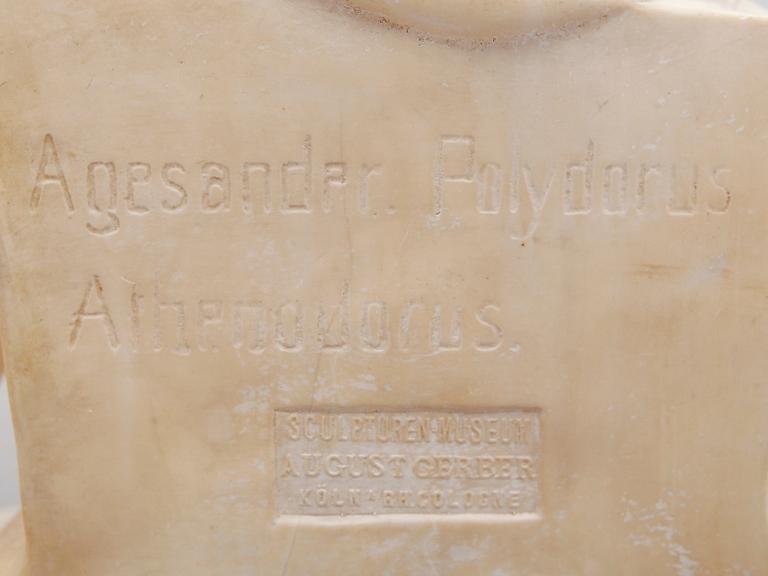 Agesander. Polydorus.
Athenodorus.
SCULPTUREN-MUSEUM
AUGUST GERBER
KÖLN A/RH. COLOGNE